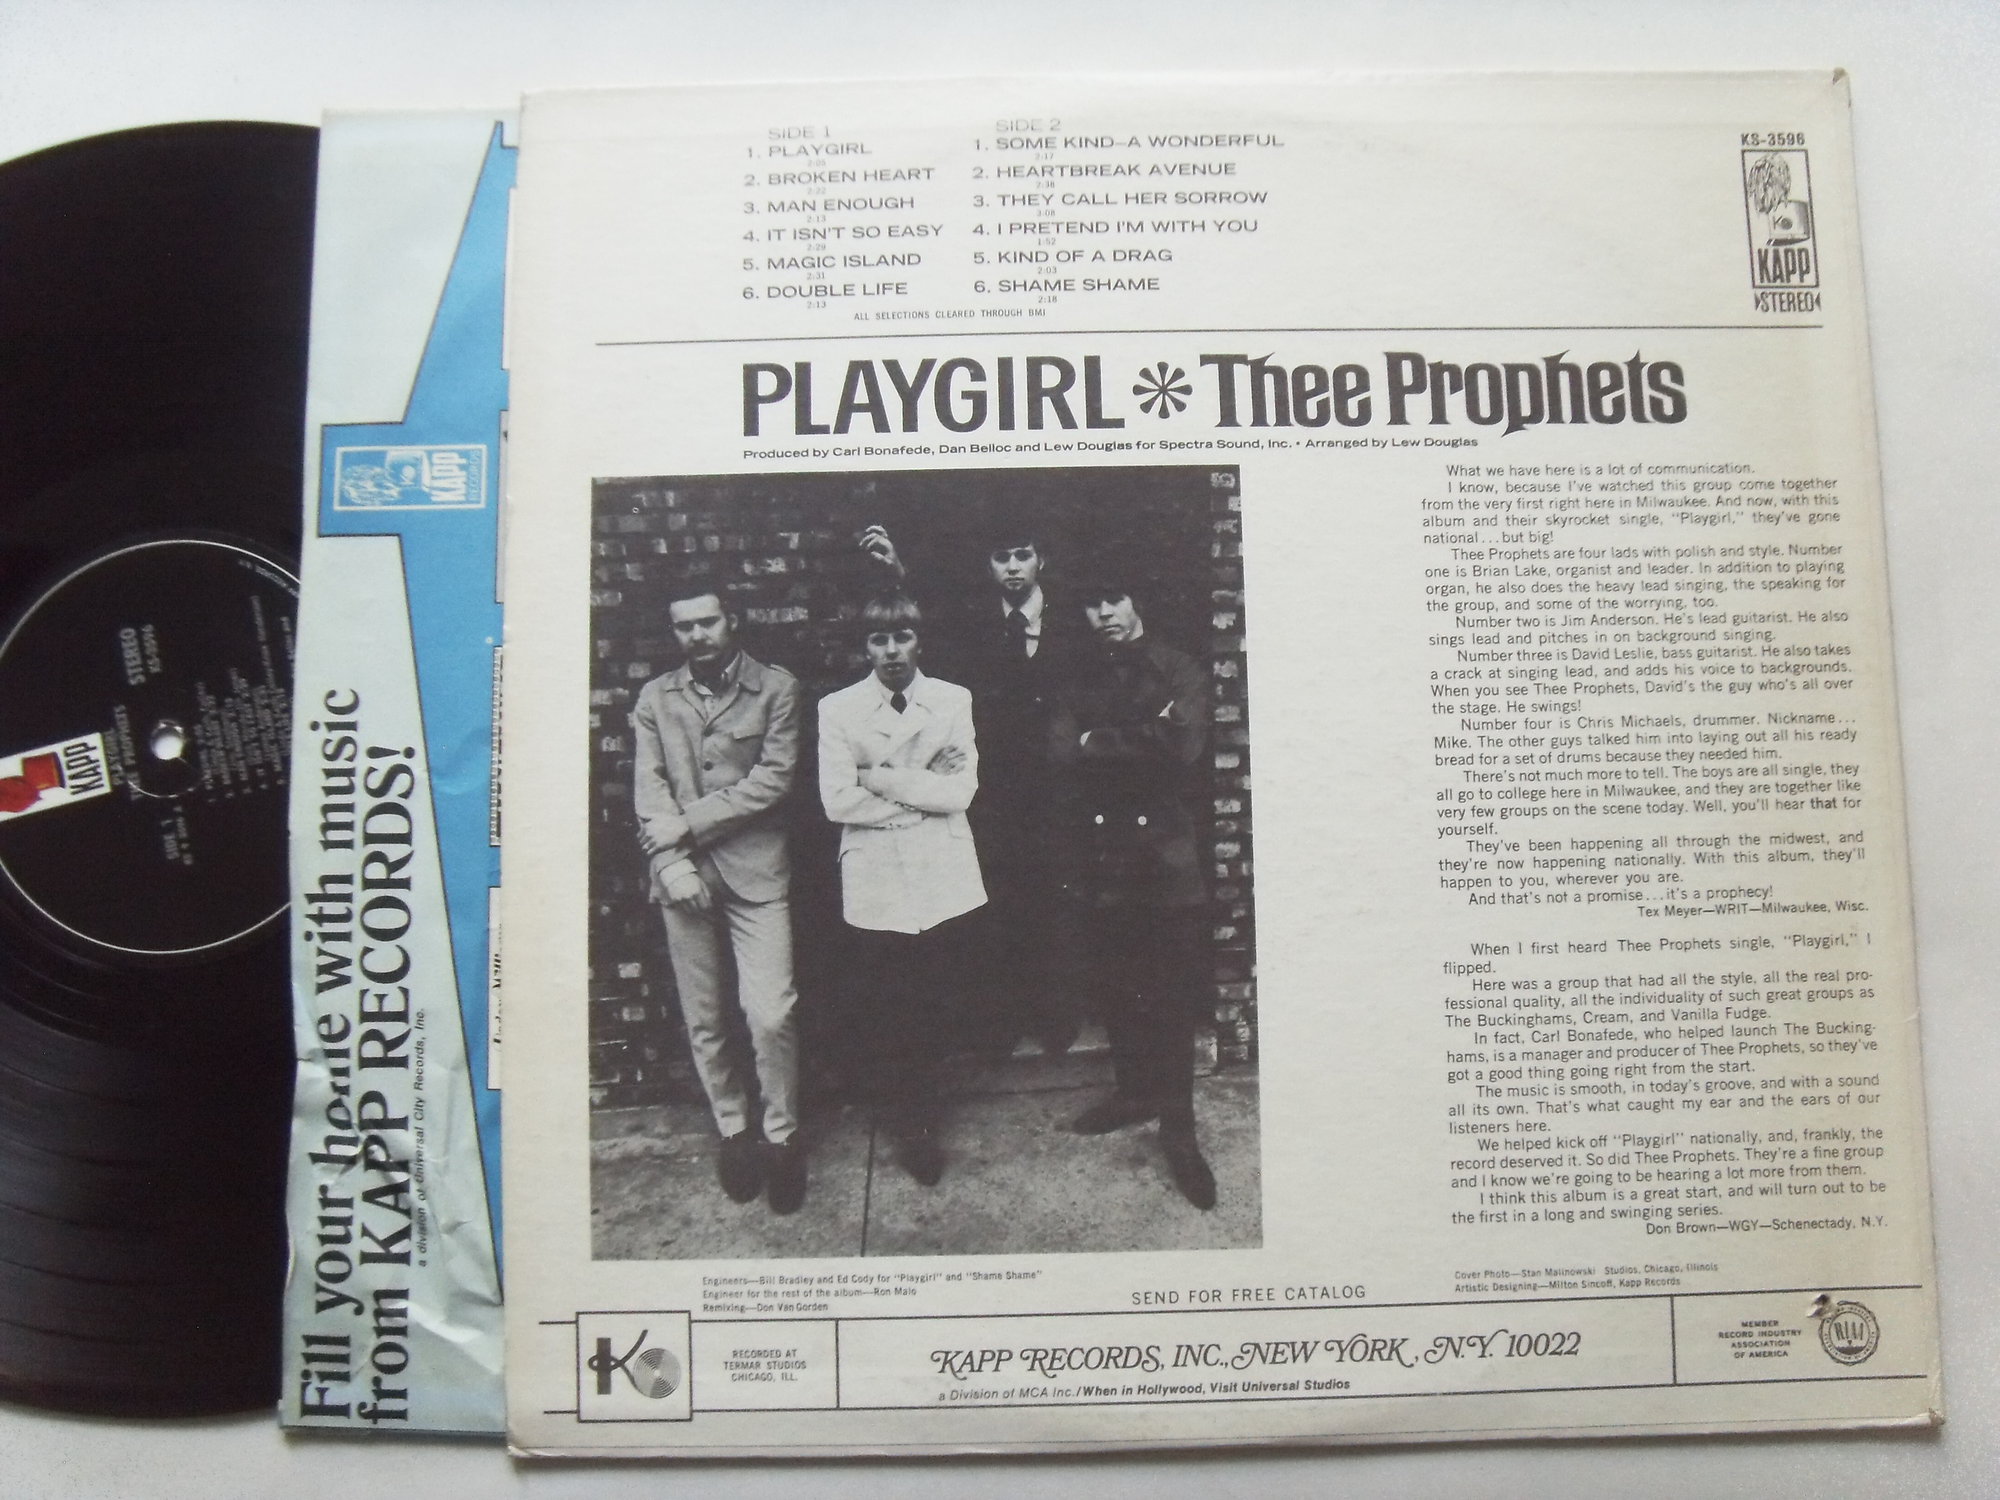 SIDE 1
1. PLAYGIRL
2:05
2. BROKEN HEART
2:22
3. MAN ENOUGH
2:13
4. IT ISN'T SO EASY
2:29
5. MAGIC ISLAND
2:31
6. DOUBLE LIFE
2:13
SIDE 2
1. SOME KIND-A WONDERFUL
2:17
2. HEARTBREAK AVENUE
2:38
3. THEY CALL HER SORROW
3:08
4. I PRETEND I'M WITH YOU
1:52
5. KIND OF A DRAG
2:03
6. SHAME SHAME
2:18
ALL SELECTIONS CLEARED THROUGH BMI
KS-3596
K
KAPP
STEREO
PLAYGIRL * Thee Prophets
Produced by Carl Bonafede, Dan Belloc and Lew Douglas for Spectra Sound, Inc. • Arranged by Lew Douglas
What we have here is a lot of communication.
I know, because I've watched this group come together
from the very first right here in Milwaukee. And now, with this
album and their skyrocket single, "Playgirl," they've gone
national...but big!
Thee Prophets are four lads with polish and style. Number
one is Brian Lake, organist and leader. In addition to playing
organ, he also does the heavy lead singing, the speaking for
the group, and some of the worrying, too.
Number two is Jim Anderson. He's lead guitarist. He also
sings lead and pitches in on background singing.
Number three is David Leslie, bass guitarist. He also takes
a crack at singing lead, and adds his voice to backgrounds.
When you see Thee Prophets, David's the guy who's all over
the stage. He swings!
Number four is Chris Michaels, drummer. Nickname...
Mike. The other guys talked him into laying out all his ready
bread for a set of drums because they needed him.
There's not much more to tell. The boys are all single, they
all go to college here in Milwaukee, and they are together like
very few groups on the scene today. Well, you'll hear that for
yourself.
They've been happening all through the midwest, and
they're now happening nationally. With this album, they'll
happen to you, wherever you are.
And that's not a promise...it's a prophecy!
Tex Meyer—WRIT—Milwaukee, Wisc.
When I first heard Thee Prophets single, "Playgirl," I
flipped.
Here was a group that had all the style, all the real pro-
fessional quality, all the individuality of such great groups as
The Buckinghams, Cream, and Vanilla Fudge.
In fact, Carl Bonafede, who helped launch The Bucking-
hams, is a manager and producer of Thee Prophets, so they've
got a good thing going right from the start.
The music is smooth, in today's groove, and with a sound
all its own. That's what caught my ear and the ears of our
listeners here.
We helped kick off "Playgirl" nationally, and, frankly, the
record deserved it. So did Thee Prophets. They're a fine group
and I know we're going to be hearing a lot more from them.
I think this album is a great start, and will turn out to be
the first in a long and swinging series.
Don Brown—WGY—Schenectady, N.Y.
Engineers—Bill Bradley and Ed Cody for "Playgirl" and "Shame Shame"
Engineer for the rest of the album—Ron Malo
Remixing—Don Van Gorden
SEND FOR FREE CATALOG
Cover Photo—Stan Malinowski Studios, Chicago, Illinois
Artistic Designing—Milton Sincoff, Kapp Records
RECORDED AT
TERMAR STUDIOS
CHICAGO, ILL.
KAPP RECORDS, INC., NEW YORK, N.Y. 10022
a Division of MCA Inc./When in Hollywood, Visit Universal Studios
MEMBER
RECORD INDUSTRY
ASSOCIATION
OF AMERICA
RIAA
Fill your home with music
from KAPP RECORDS!
a division of Universal City Records, Inc.
KAPP
RECORDS
KAPP
PLAYGIRL
THEE PROPHETS
STEREO
KS-3596
SIDE 1